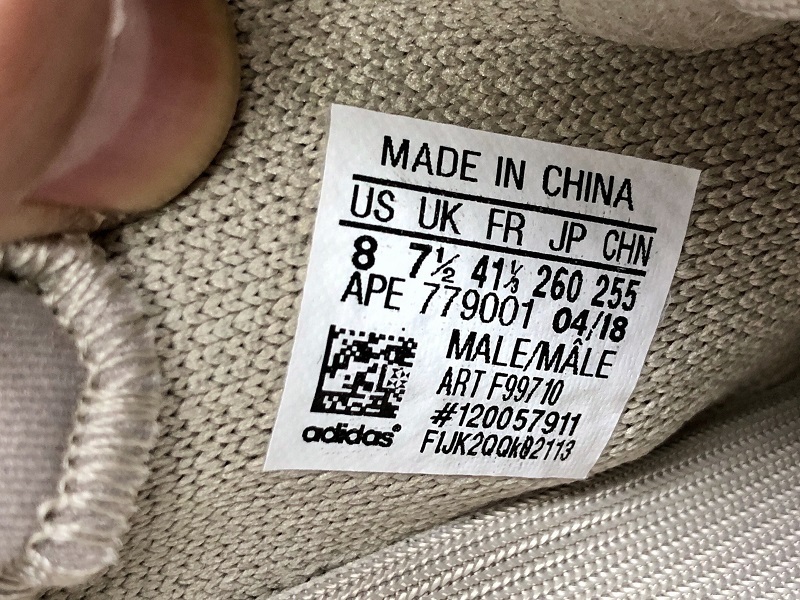 MADE IN CHINA
US UK FR JP CHN
8 7½ 41⅓ 260 255
APE 779001 04/18
MALE/MÂLE
ART F99710
#120057911
adidas®